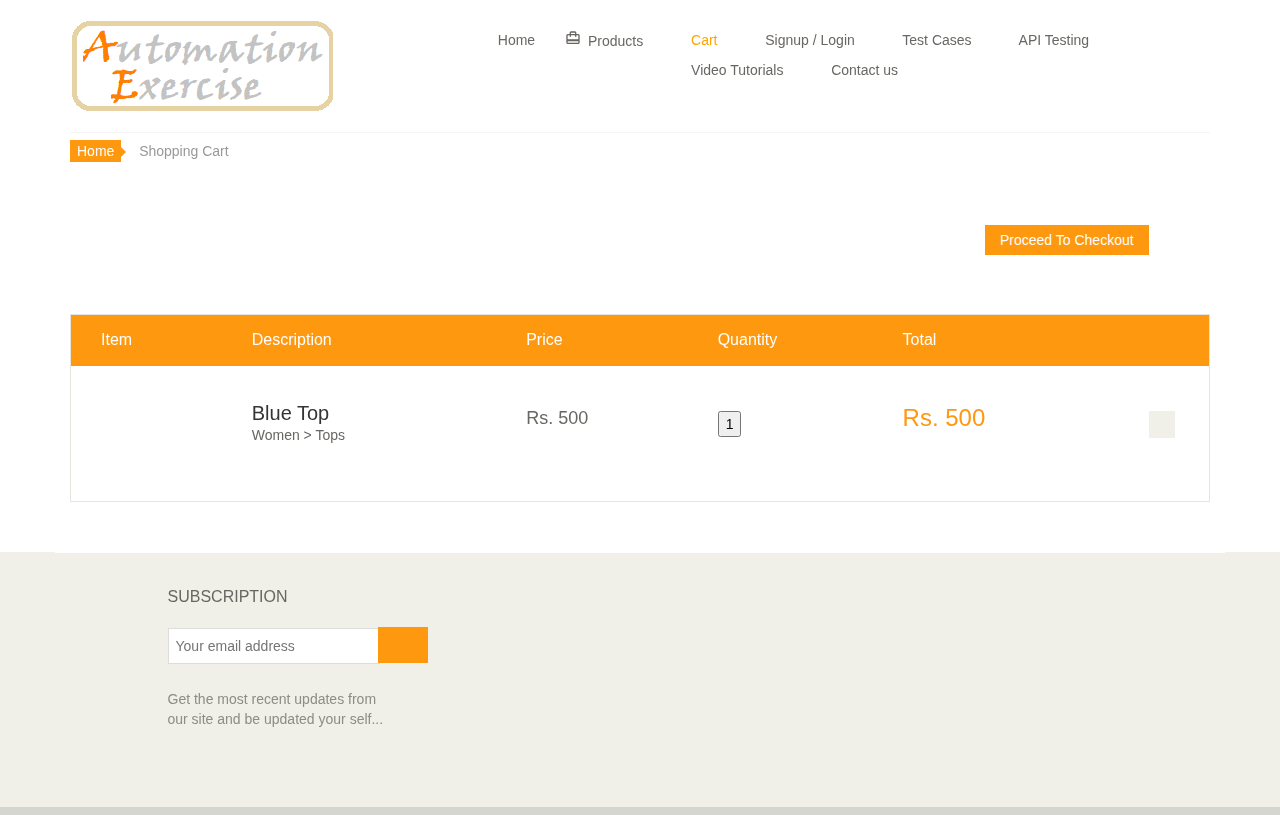 Automation
Exercise
Home
Products
Cart
Signup / Login
Test Cases
API Testing
Video Tutorials
Contact us
Home
Shopping Cart
Proceed To Checkout
Item Description Price Quantity Total
Blue Top
Women > Tops
Rs. 500
1
Rs. 500
SUBSCRIPTION
Your email address
Get the most recent updates from
our site and be updated your self...